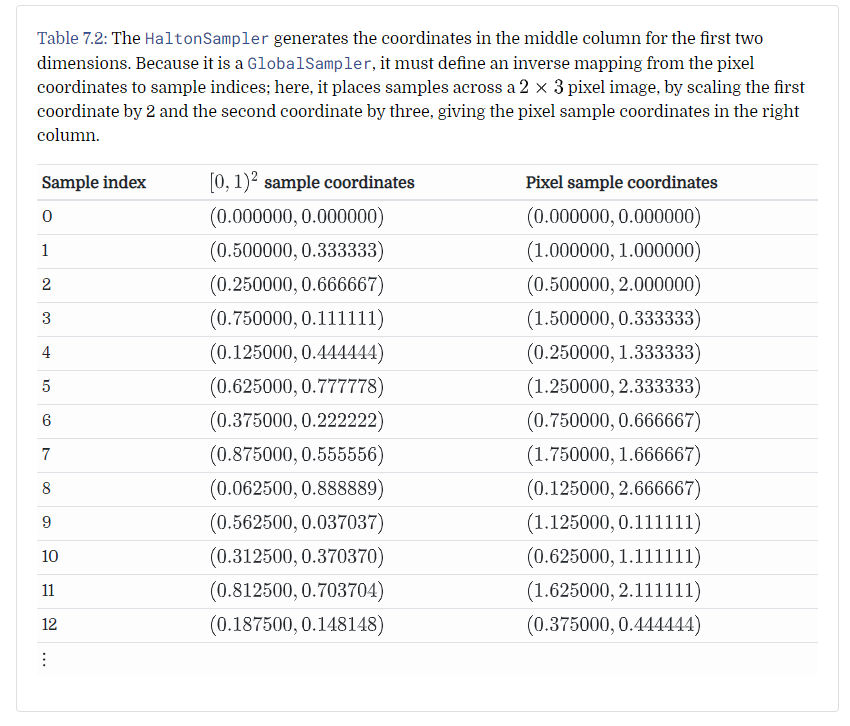 Table 7.2: The HaltonSampler generates the coordinates in the middle column for the first two
dimensions. Because it is a GlobalSampler, it must define an inverse mapping from the pixel
coordinates to sample indices; here, it places samples across a 2 × 3 pixel image, by scaling the first
coordinate by 2 and the second coordinate by three, giving the pixel sample coordinates in the right
column.
Sample index [0, 1)² sample coordinates Pixel sample coordinates
0 (0.000000, 0.000000) (0.000000, 0.000000)
1 (0.500000, 0.333333) (1.000000, 1.000000)
2 (0.250000, 0.666667) (0.500000, 2.000000)
3 (0.750000, 0.111111) (1.500000, 0.333333)
4 (0.125000, 0.444444) (0.250000, 1.333333)
5 (0.625000, 0.777778) (1.250000, 2.333333)
6 (0.375000, 0.222222) (0.750000, 0.666667)
7 (0.875000, 0.555556) (1.750000, 1.666667)
8 (0.062500, 0.888889) (0.125000, 2.666667)
9 (0.562500, 0.037037) (1.125000, 0.111111)
10 (0.312500, 0.370370) (0.625000, 1.111111)
11 (0.812500, 0.703704) (1.625000, 2.111111)
12 (0.187500, 0.148148) (0.375000, 0.444444)
⋮